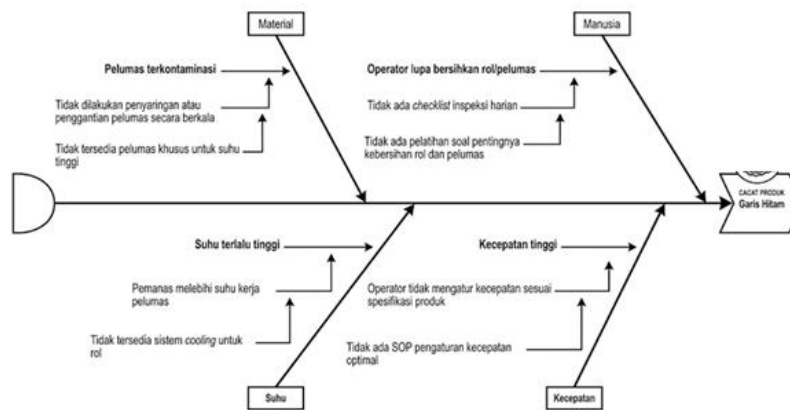 Material
Manusia
Pelumas terkontaminasi
Tidak dilakukan penyaringan atau
penggantian pelumas secara berkala
Tidak tersedia pelumas khusus untuk suhu
tinggi
Operator lupa bersihkan rol/pelumas
Tidak ada checklist inspeksi harian
Tidak ada pelatihan soal pentingnya
kebersihan rol dan pelumas
CACAT PRODUK
Garis Hitam
Suhu terlalu tinggi
Pemanas melebihi suhu kerja
pelumas
Tidak tersedia sistem cooling untuk
rol
Kecepatan tinggi
Operator tidak mengatur kecepatan sesuai
spesifikasi produk
Tidak ada SOP pengaturan kecepatan
optimal
Suhu
Kecepatan